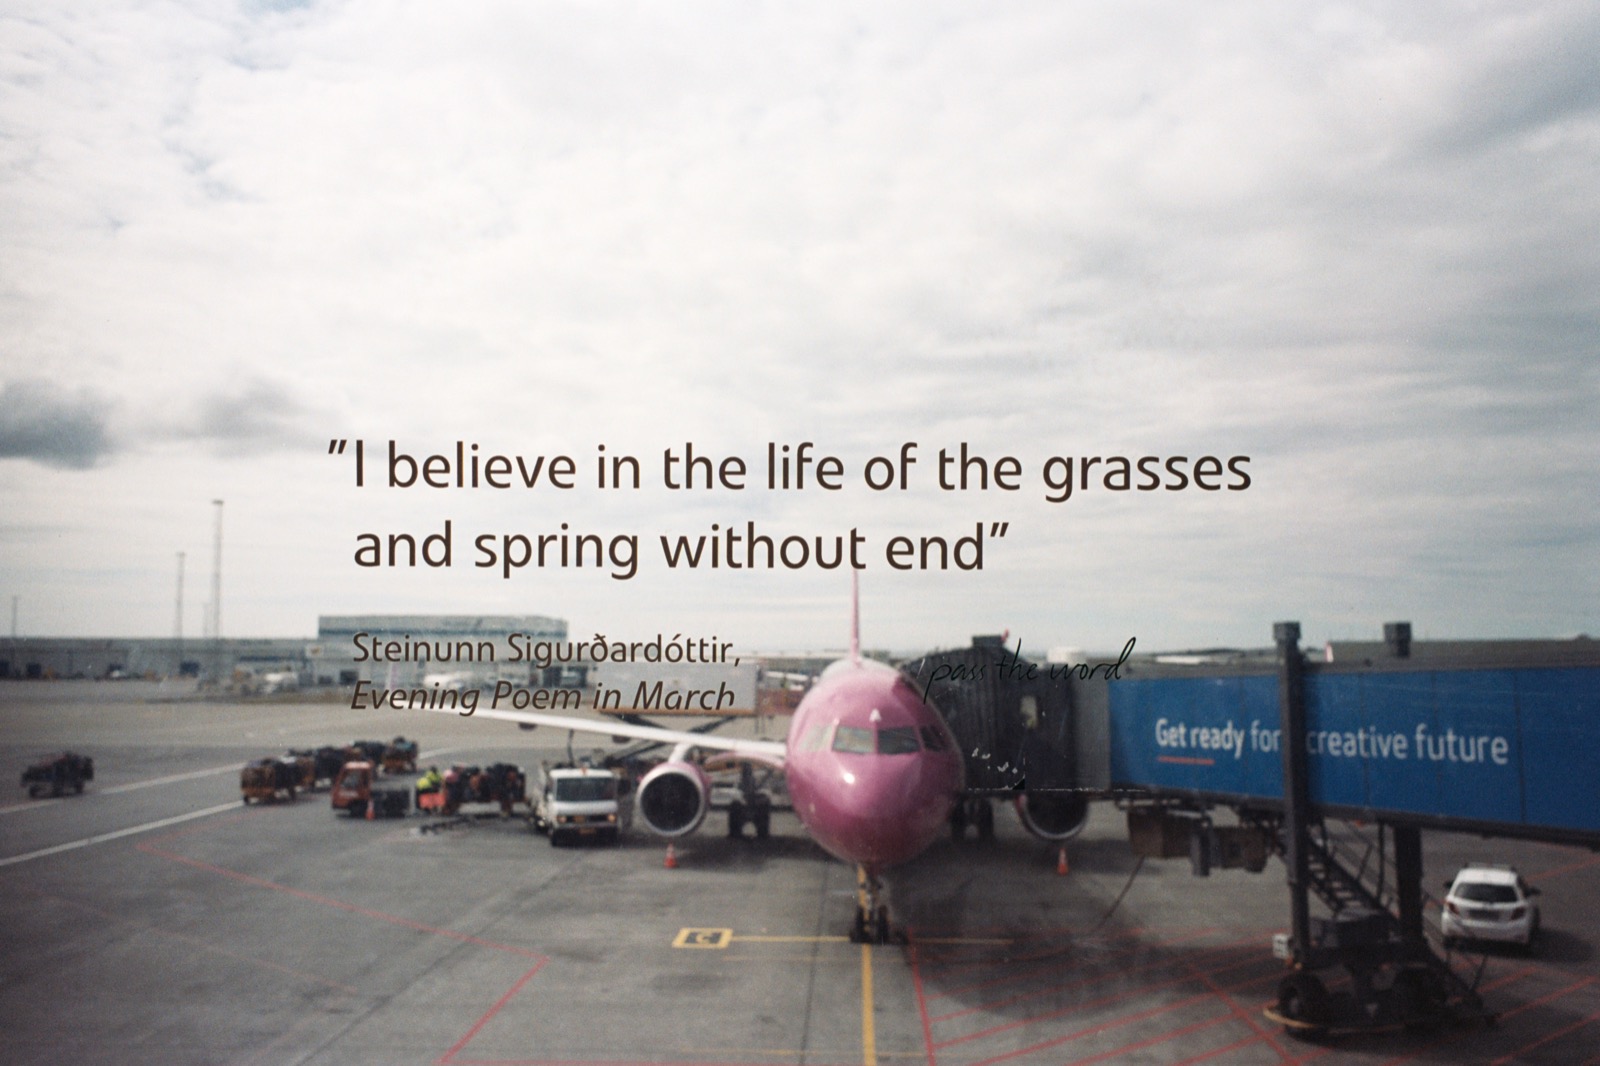 "I believe in the life of the grasses
and spring without end"
Steinunn Sigurðardóttir,
Evening Poem in March
pass the word
Get ready for creative future
C